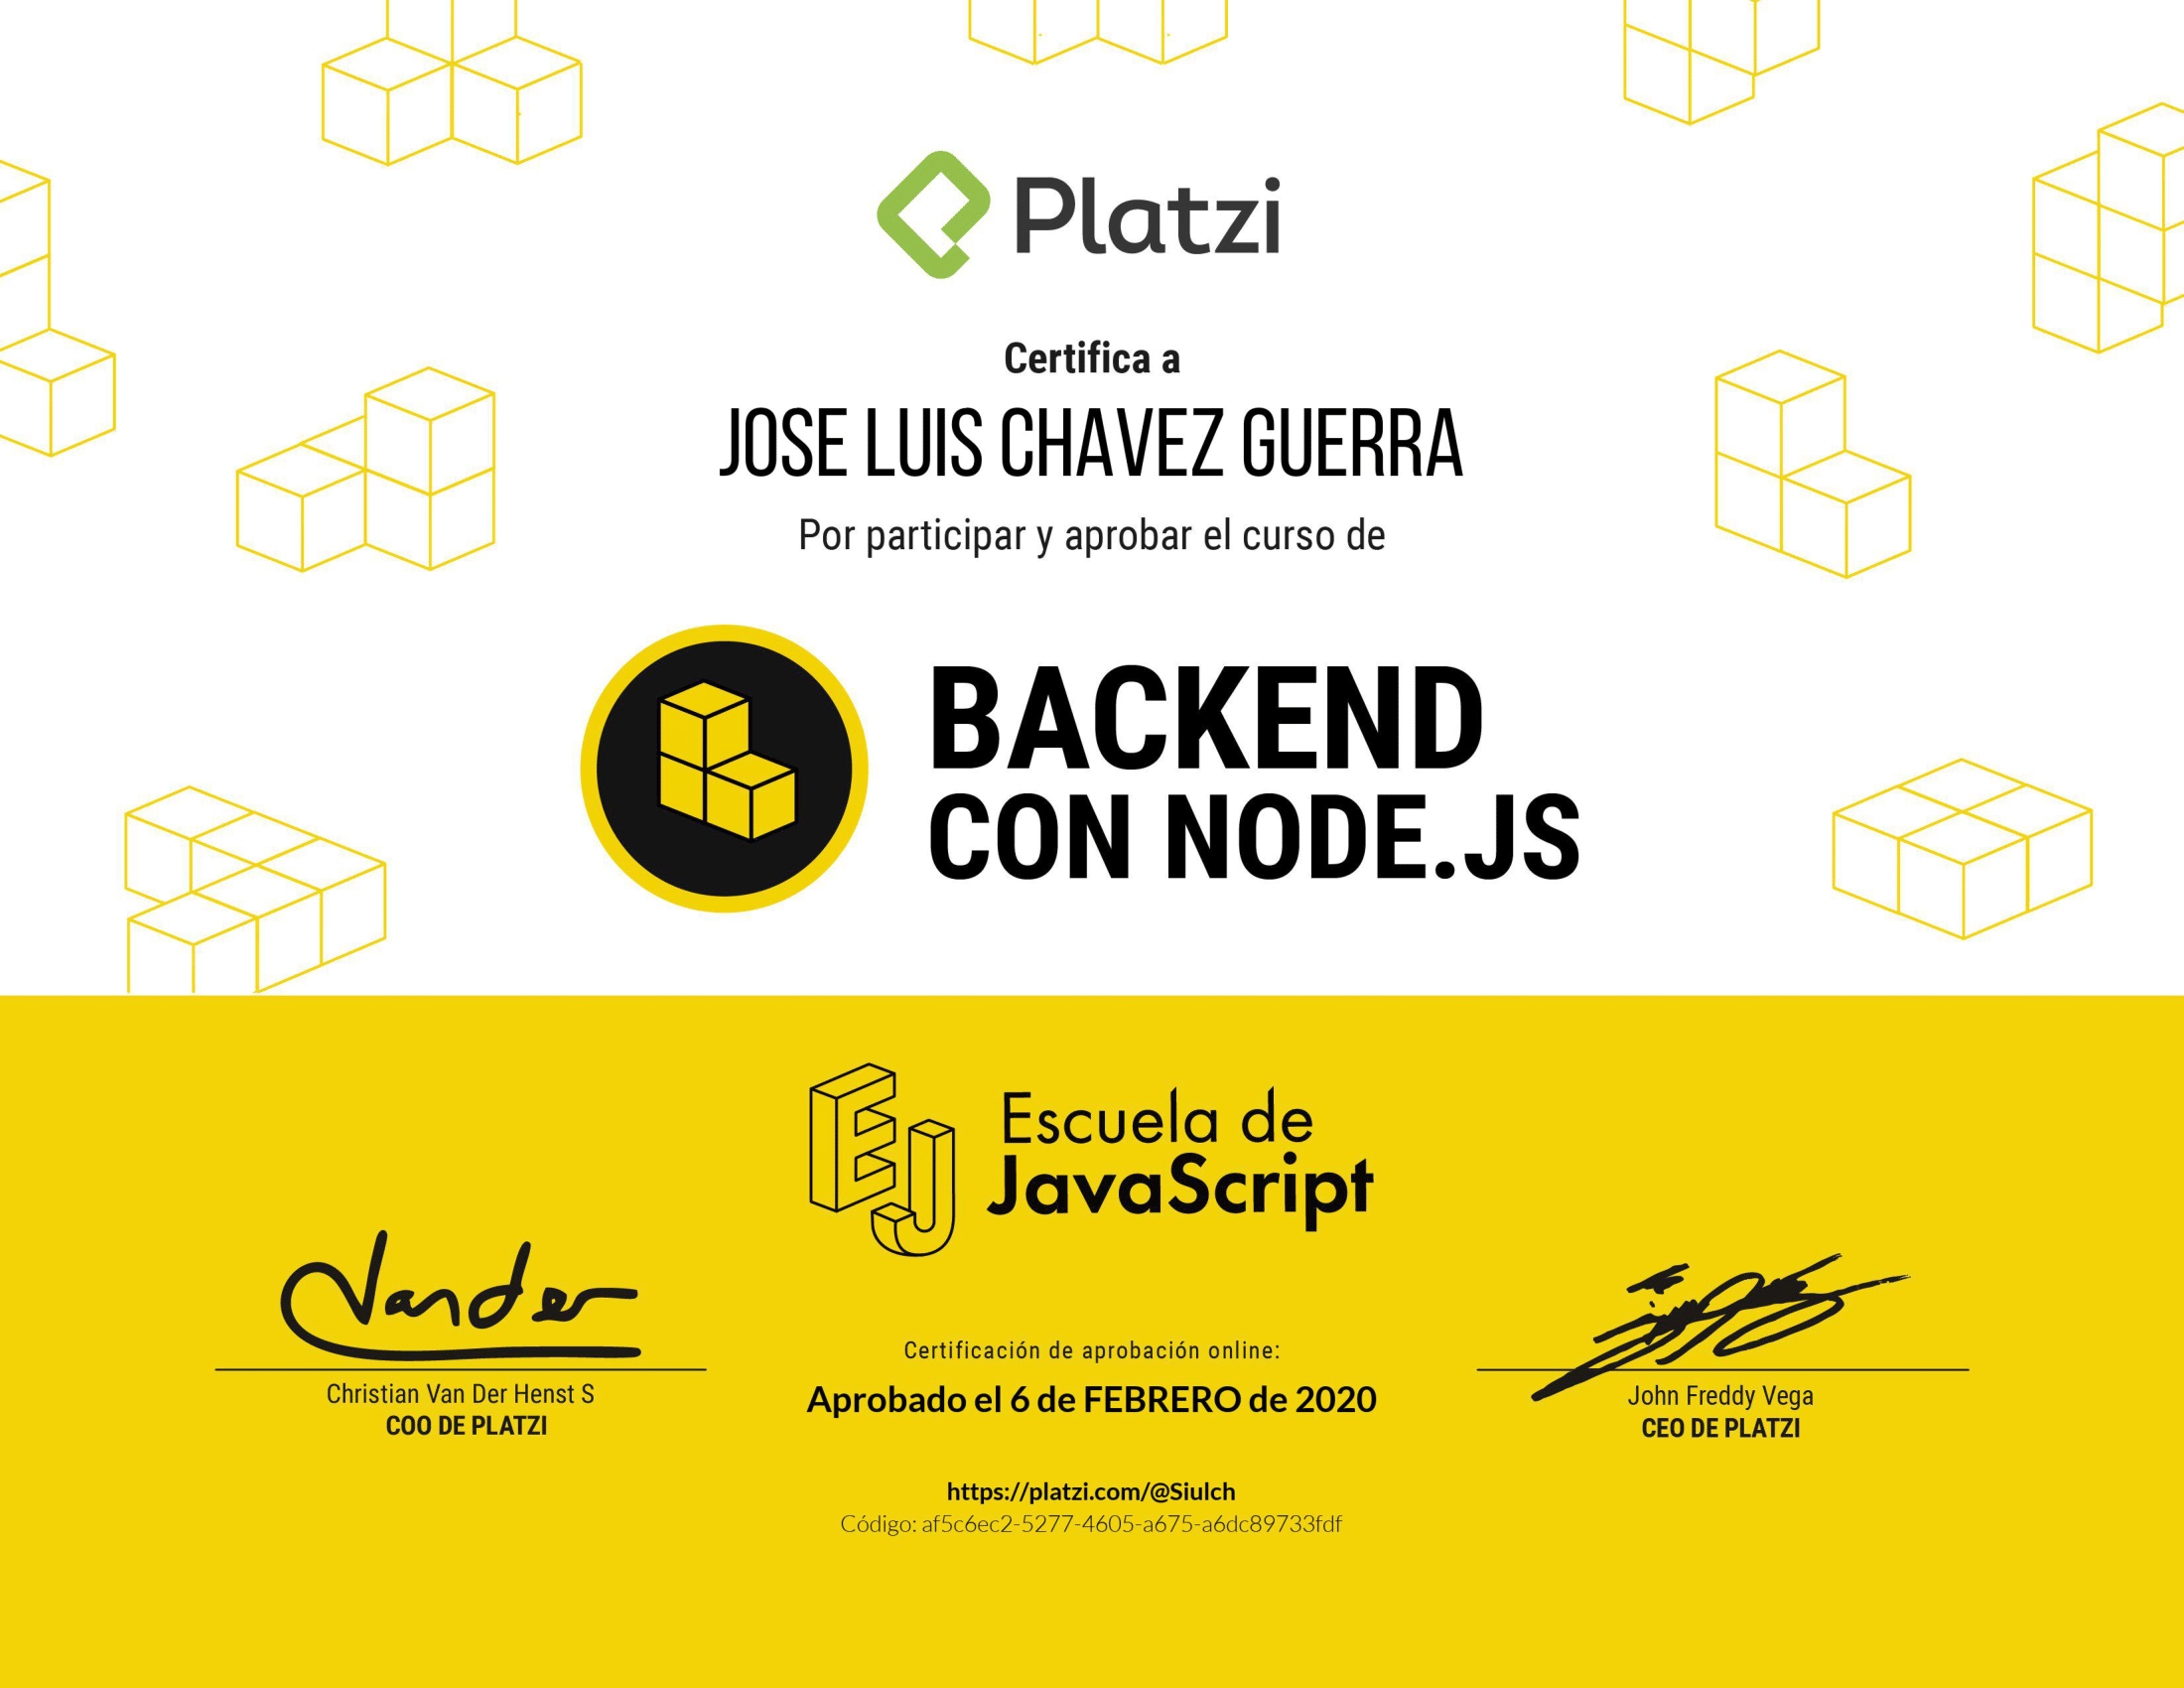 Platzi
Certifica a
JOSE LUIS CHAVEZ GUERRA
Por participar y aprobar el curso de
BACKEND
CON NODE.JS
EJ
Escuela de
JavaScript
Vander
Christian Van Der Henst S
COO DE PLATZI
Certificación de aprobación online:
Aprobado el 6 de FEBRERO de 2020
John Freddy Vega
CEO DE PLATZI
https://platzi.com/@Siulch
Código: af5c6ec2-5277-4605-a675-a6dc89733fdf